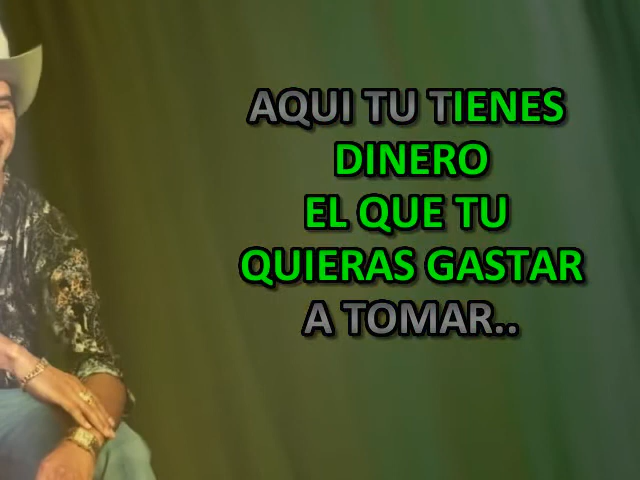 AQUI TU TIENES
DINERO
EL QUE TU
QUIERAS GASTAR
A TOMAR..